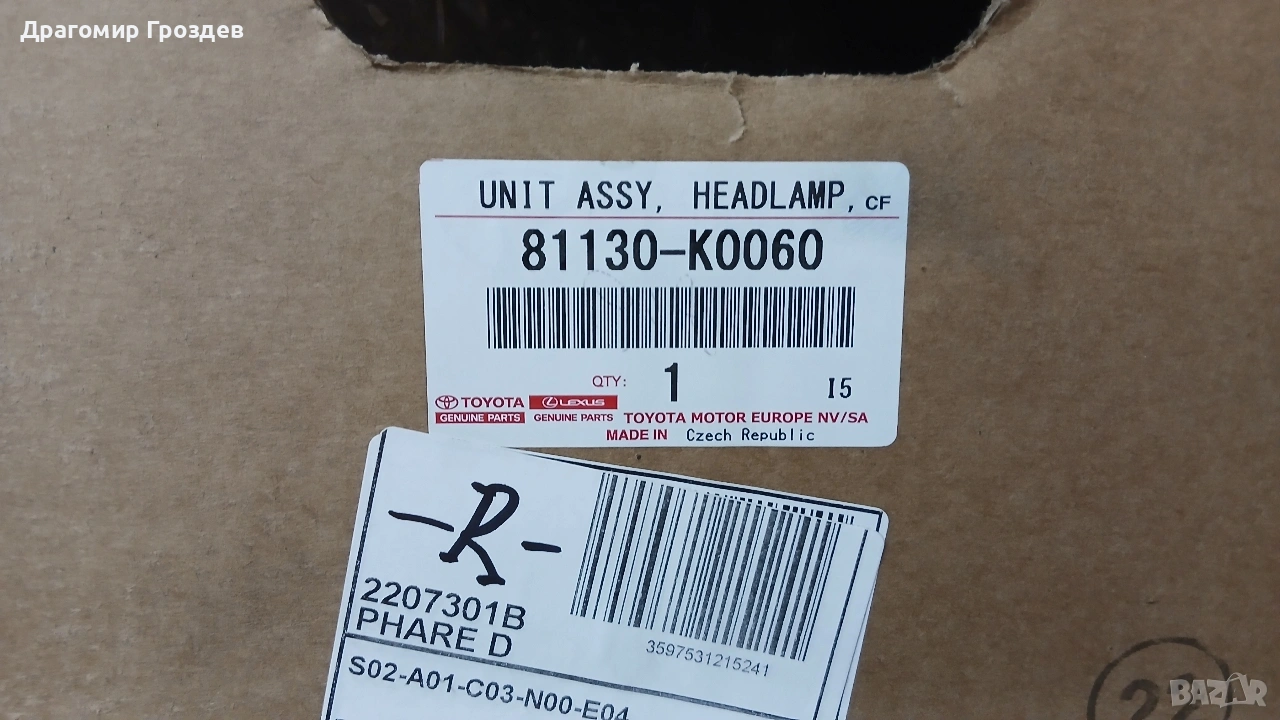 Драгомир Гроздев
UNIT ASSY, HEADLAMP, CF
81130-K0060
QTY: 1 I5
TOYOTA LEXUS
GENUINE PARTS GENUINE PARTS TOYOTA MOTOR EUROPE NV/SA
MADE IN Czech Republic
-R-
2207301B
PHARE D
3597531215241
S02-A01-C03-N00-E04
BAZAR